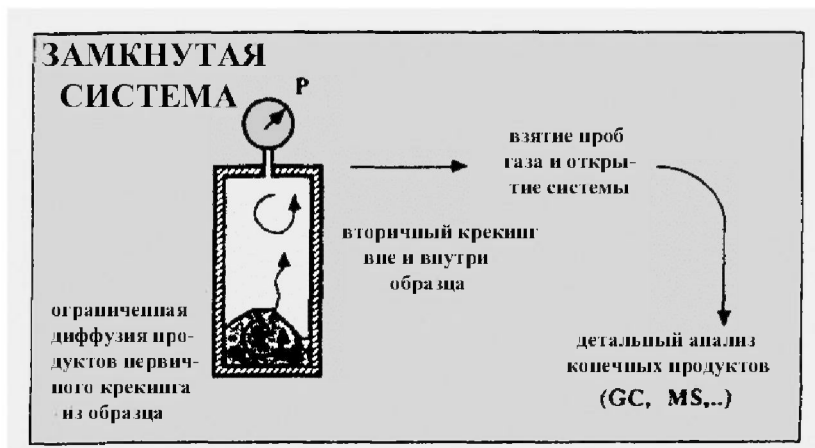 ЗАМКНУТАЯ
СИСТЕМА
P
взятие проб
газа и откры-
тие системы
вторичный крекинг
вне и внутри
образца
ограниченная
диффузия про-
дуктов первич-
ного крекинга
из образца
детальный анализ
конечных продуктов
(GC, MS,..)